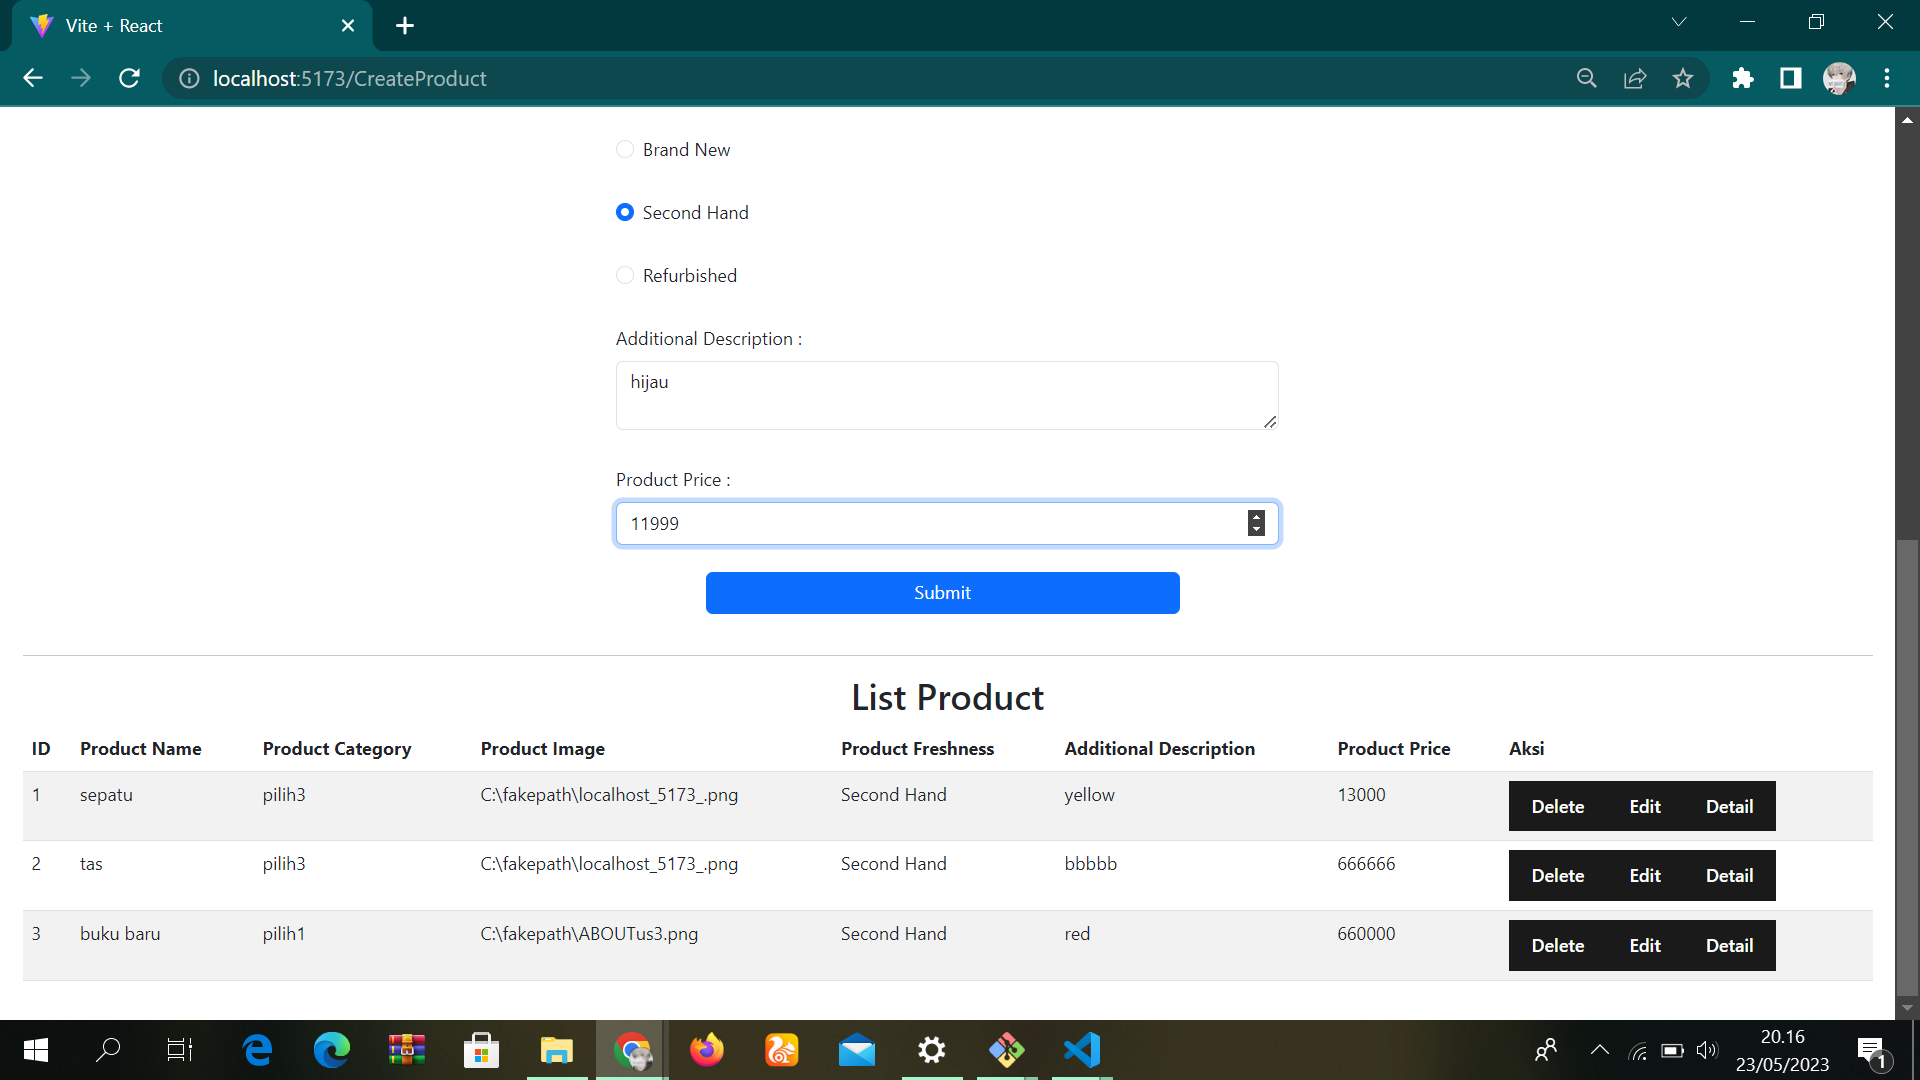 Vite + React
localhost:5173/CreateProduct
Brand New
Second Hand
Refurbished
Additional Description :
hijau
Product Price :
11999
Submit
List Product
ID Product Name Product Category Product Image Product Freshness Additional Description Product Price Aksi
1 sepatu pilih3 C:\fakepath\localhost_5173_.png Second Hand yellow 13000 Delete Edit Detail
2 tas pilih3 C:\fakepath\localhost_5173_.png Second Hand bbbbb 666666 Delete Edit Detail
3 buku baru pilih1 C:\fakepath\ABOUTus3.png Second Hand red 660000 Delete Edit Detail
20.16
23/05/2023
1